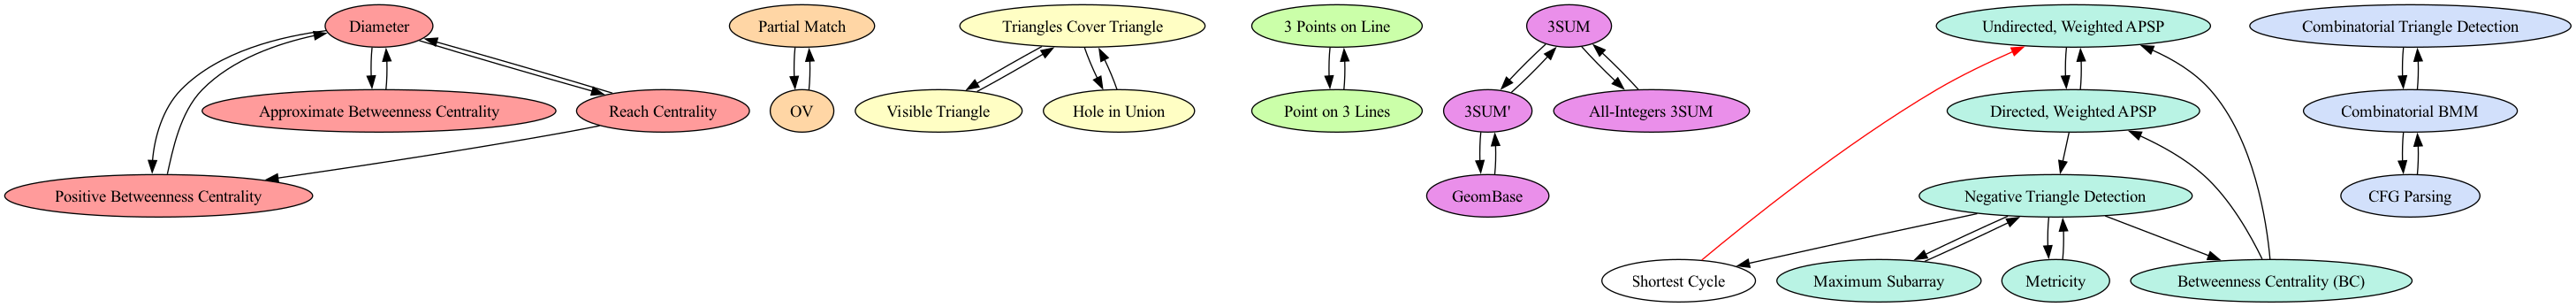 Diameter
Partial Match
Triangles Cover Triangle
3 Points on Line
3SUM
Undirected, Weighted APSP
Combinatorial Triangle Detection
Approximate Betweenness Centrality
Reach Centrality
OV
Visible Triangle
Hole in Union
Point on 3 Lines
3SUM'
All-Integers 3SUM
Directed, Weighted APSP
Combinatorial BMM
Positive Betweenness Centrality
GeomBase
Negative Triangle Detection
CFG Parsing
Shortest Cycle
Maximum Subarray
Metricity
Betweenness Centrality (BC)